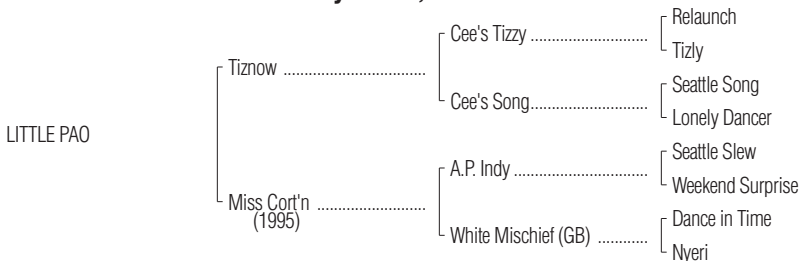 Relaunch
Cee's Tizzy ............................
Tizly
Tiznow ..................................
Seattle Song
Cee's Song............................
Lonely Dancer
LITTLE PAO
Seattle Slew
A.P. Indy ................................
Weekend Surprise
Miss Cort'n ..........................
(1995)
Dance in Time
White Mischief (GB) ............
Nyeri